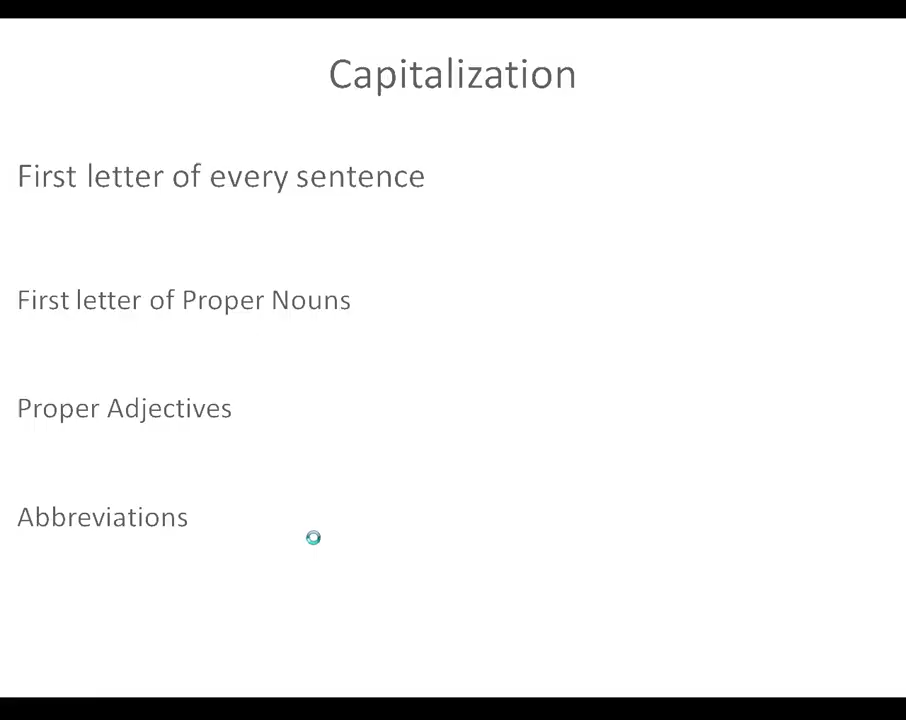 Capitalization
First letter of every sentence
First letter of Proper Nouns
Proper Adjectives
Abbreviations